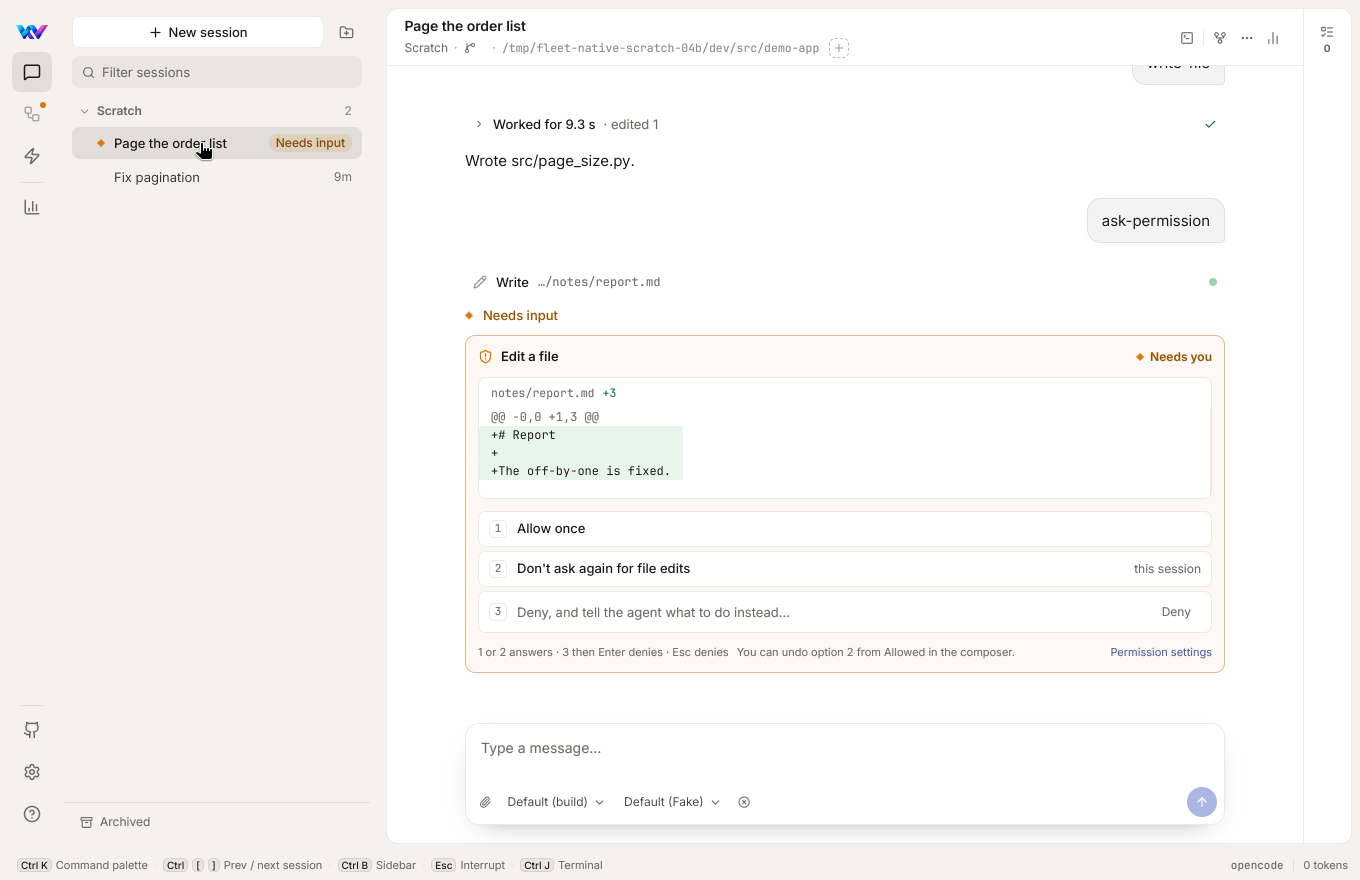 New session
Filter sessions
Scratch 2
Page the order list Needs input
Fix pagination 9m
Archived
Page the order list
Scratch · · /tmp/fleet-native-scratch-04b/dev/src/demo-app
0
write-file
Worked for 9.3 s · edited 1
Wrote src/page_size.py.
ask-permission
Write …/notes/report.md
Needs input
Edit a file Needs you
notes/report.md +3
@@ -0,0 +1,3 @@
+# Report
+
+The off-by-one is fixed.
1 Allow once
2 Don't ask again for file edits this session
3 Deny, and tell the agent what to do instead... Deny
1 or 2 answers · 3 then Enter denies · Esc denies You can undo option 2 from Allowed in the composer. Permission settings
Type a message...
Default (build) Default (Fake)
Ctrl K Command palette Ctrl [ ] Prev / next session Ctrl B Sidebar Esc Interrupt Ctrl J Terminal opencode 0 tokens